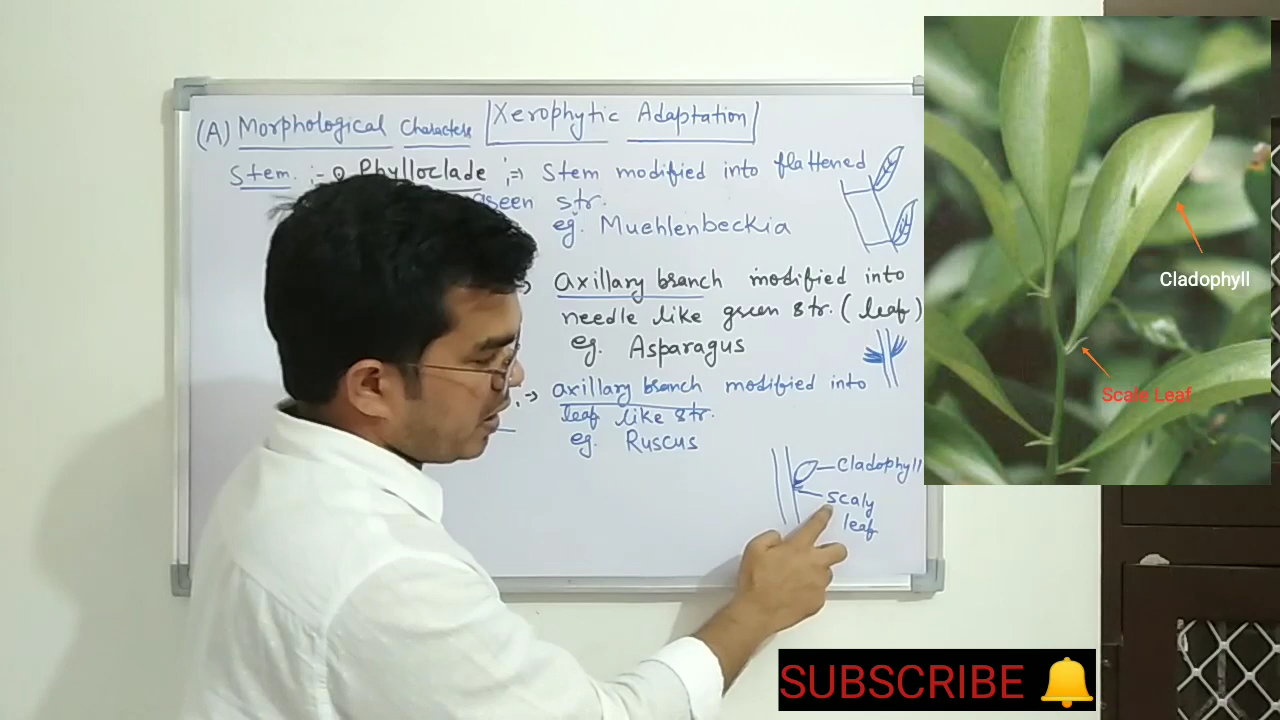 (A) Morphological Characters Xerophytic Adaptation
Stem :- ① Phylloclade :⇒ Stem modified into flattened
green str.
eg. Muehlenbeckia
axillary branch modified into
needle like green str. (leaf)
eg. Asparagus
axillary branch modified into
leaf like str.
eg. Ruscus
Cladophyll
Scaly
leaf
Cladophyll
Scale Leaf
SUBSCRIBE